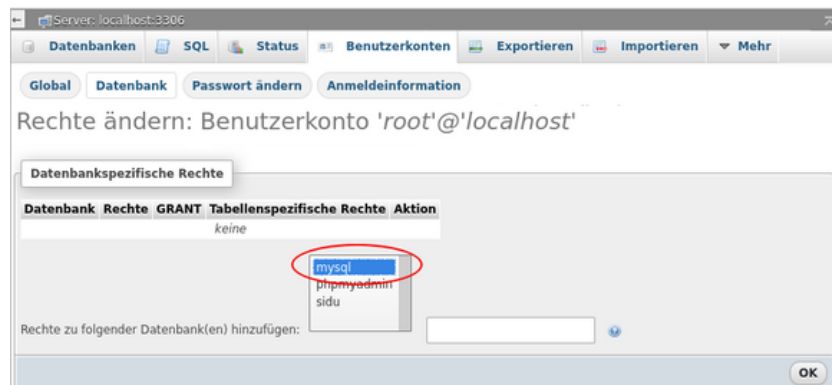 Server: localhost:3306
Datenbanken SQL Status Benutzerkonten Exportieren Importieren Mehr
Global Datenbank Passwort ändern Anmeldeinformation
Rechte ändern: Benutzerkonto 'root'@'localhost'
Datenbankspezifische Rechte
Datenbank Rechte GRANT Tabellenspezifische Rechte Aktion
keine
mysql
phpmyadmin
sidu
Rechte zu folgender Datenbank(en) hinzufügen:
OK